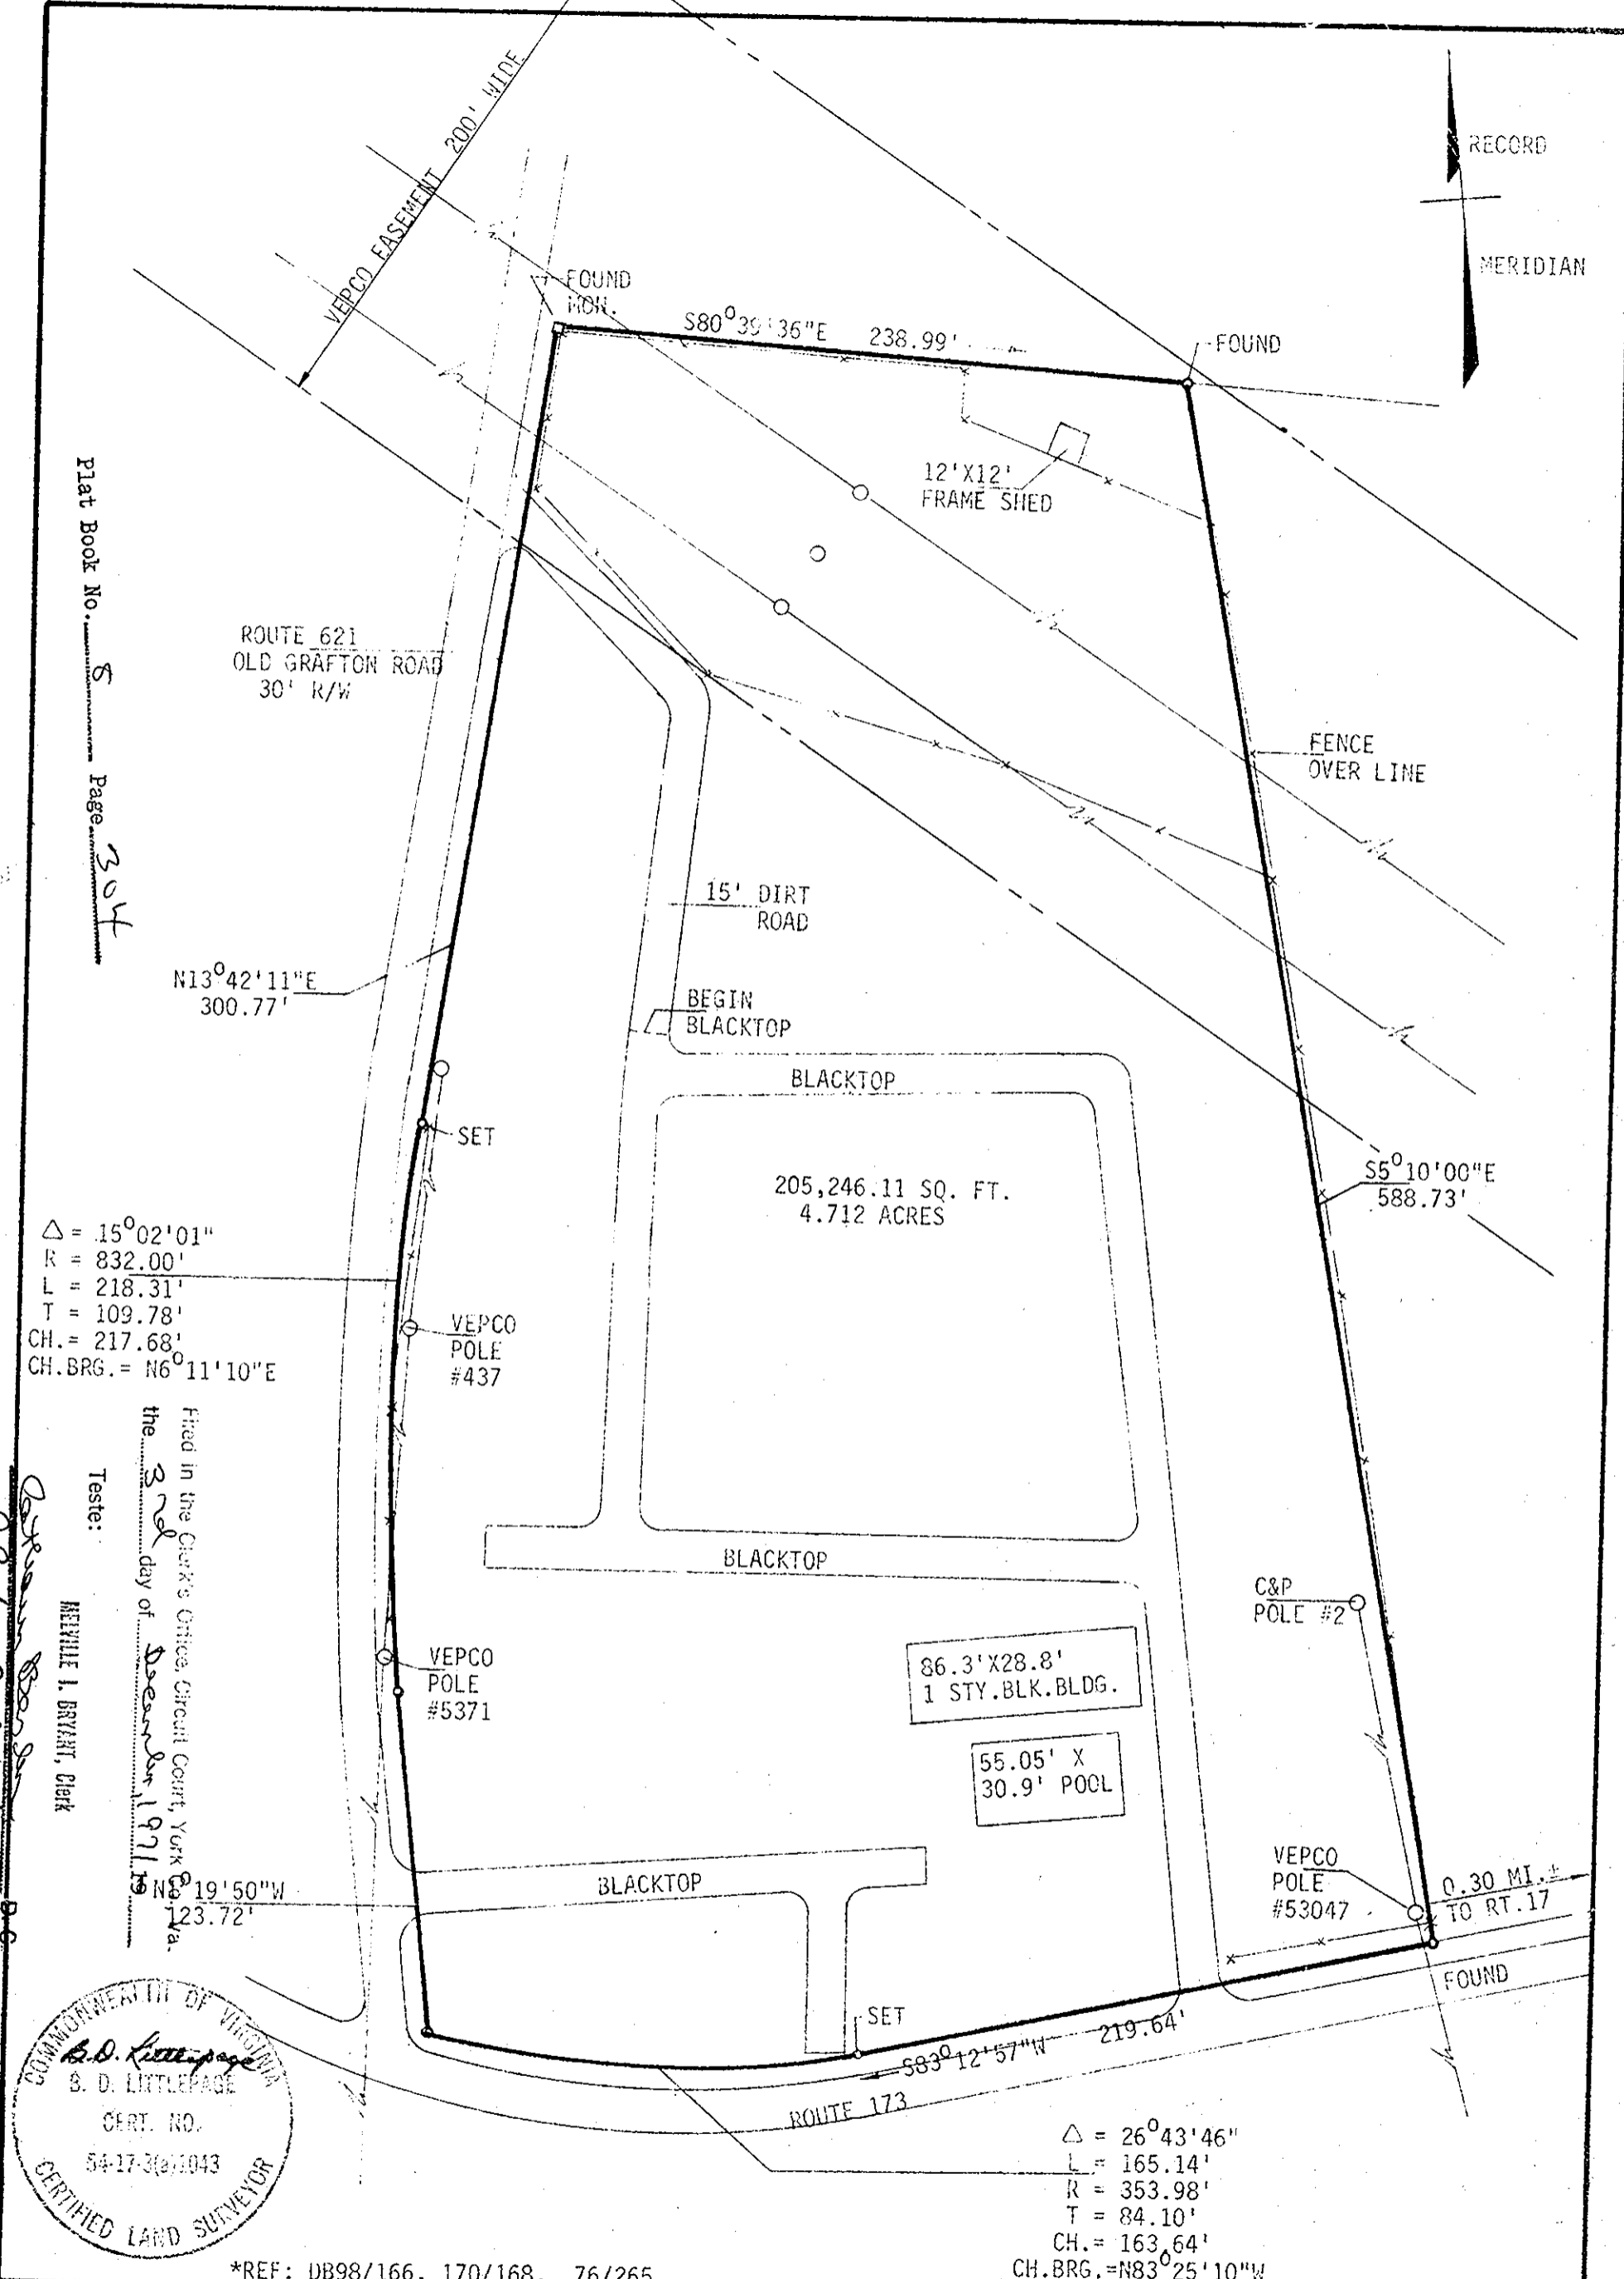 VEPCO EASEMENT 200' WIDE
RECORD
MERIDIAN
FOUND
MON.
S80°39'36"E 238.99'
FOUND
12'X12'
FRAME SHED
Plat Book No. 8 Page 304
ROUTE 621
OLD GRAFTON ROAD
30' R/W
FENCE
OVER LINE
15' DIRT
ROAD
N13°42'11"E
300.77'
BEGIN
BLACKTOP
BLACKTOP
SET
205,246.11 SQ. FT.
4.712 ACRES
S5°10'00"E
588.73'
△ = 15°02'01"
R = 832.00'
L = 218.31'
T = 109.78'
CH.= 217.68'
CH.BRG.= N6°11'10"E
VEPCO
POLE
#437
Filed in the Clerk's Office, Circuit Court, York Co., Va.
the 3rd day of December, 1971
Teste:
MELVILLE I. BRYANT, Clerk
BLACKTOP
C&P
POLE #2
VEPCO
POLE
#5371
86.3'X28.8'
1 STY.BLK.BLDG.
55.05' X
30.9' POOL
BLACKTOP
N1°19'50"W
123.72'
VEPCO
POLE
#53047
0.30 MI.±
TO RT.17
FOUND
SET
S83°12'57"W 219.64'
ROUTE 173
COMMONWEALTH OF VIRGINIA
B.D. Littlepage
B. D. LITTLEPAGE
CERT. NO.
54-17-3(a)1043
CERTIFIED LAND SURVEYOR
△ = 26°43'46"
L = 165.14'
R = 353.98'
T = 84.10'
CH.= 163.64'
CH.BRG.=N83°25'10"W
*REF: DB98/166, 170/168, 76/265